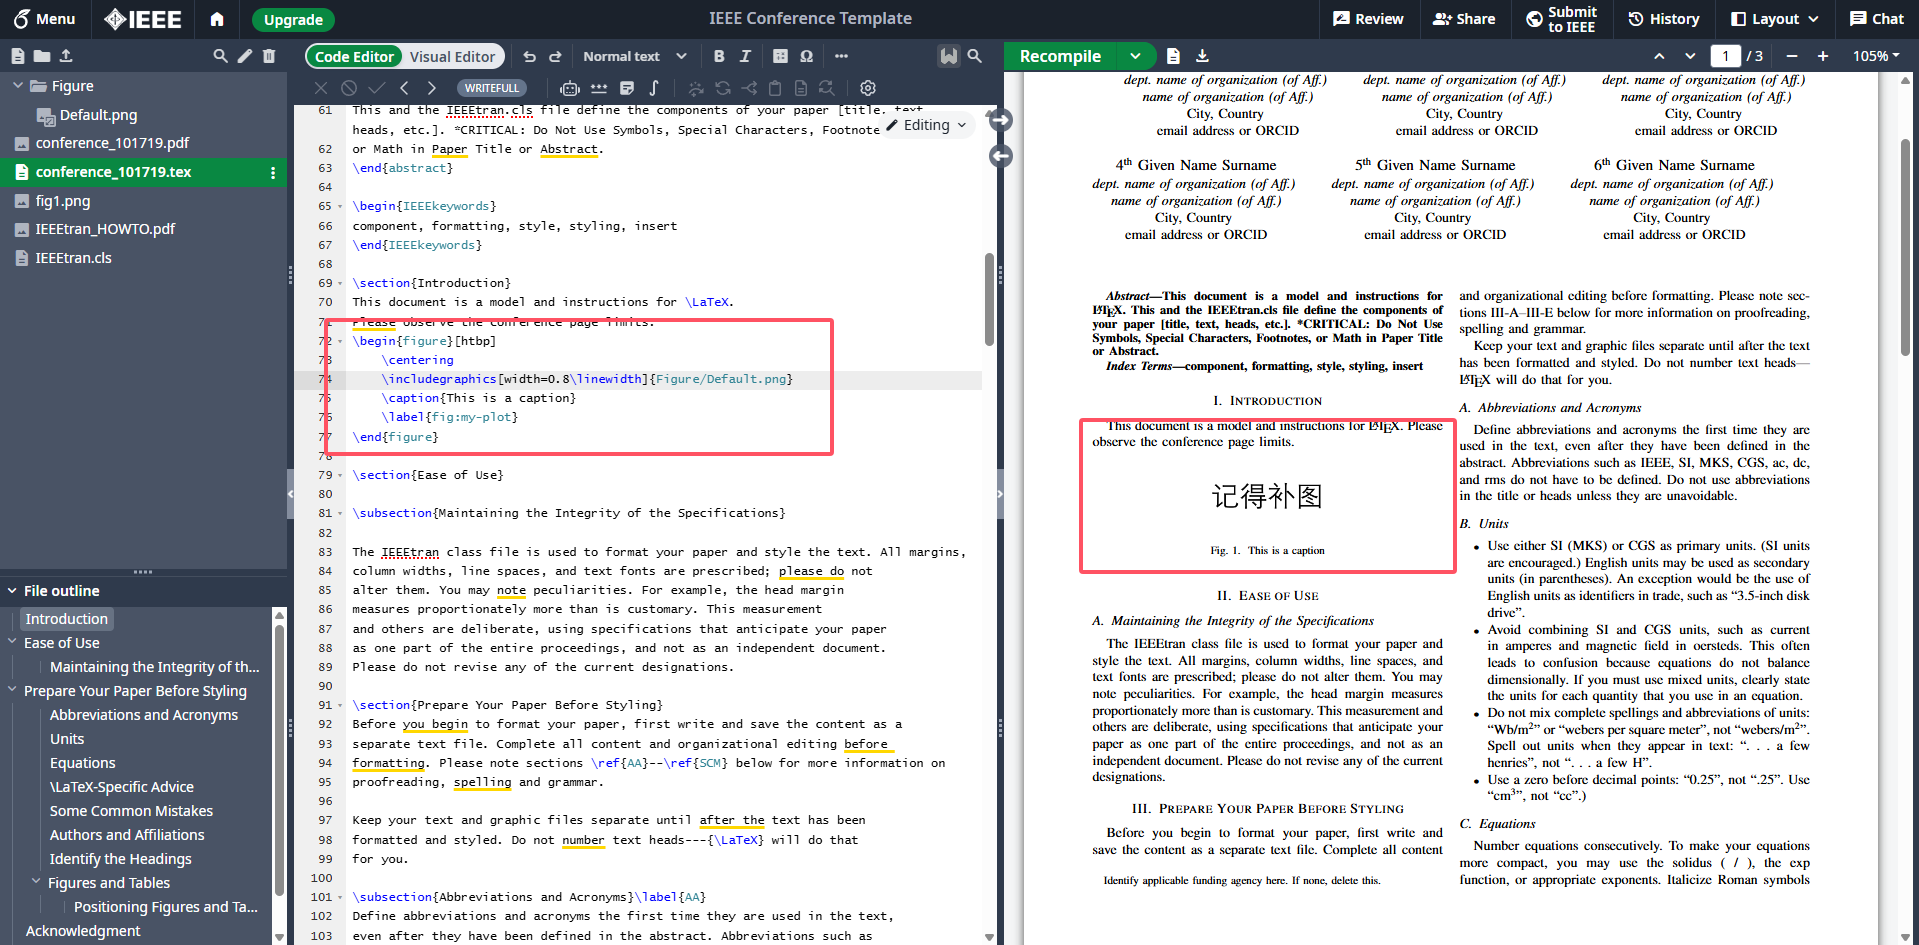 Menu
IEEE
Upgrade
IEEE Conference Template
Review
Share
Submit
to IEEE
History
Layout
Chat
Code Editor
Visual Editor
Normal text
B I Ω
WRITEFULL
Recompile
1 / 3
105%
Figure
Default.png
conference_101719.pdf
conference_101719.tex
fig1.png
IEEEtran_HOWTO.pdf
IEEEtran.cls
File outline
Introduction
Ease of Use
Maintaining the Integrity of th...
Prepare Your Paper Before Styling
Abbreviations and Acronyms
Units
Equations
\LaTeX-Specific Advice
Some Common Mistakes
Authors and Affiliations
Identify the Headings
Figures and Tables
Positioning Figures and Ta...
Acknowledgment
Editing
61 This and the IEEEtran.cls file define the components of your paper [title, text,
heads, etc.]. *CRITICAL: Do Not Use Symbols, Special Characters, Footnote
62 or Math in Paper Title or Abstract.
63 \end{abstract}
64
65 \begin{IEEEkeywords}
66 component, formatting, style, styling, insert
67 \end{IEEEkeywords}
68
69 \section{Introduction}
70 This document is a model and instructions for \LaTeX.
71 Please observe the conference page limits.
72 \begin{figure}[htbp]
73 \centering
74 \includegraphics[width=0.8\linewidth]{Figure/Default.png}
75 \caption{This is a caption}
76 \label{fig:my-plot}
77 \end{figure}
78
79 \section{Ease of Use}
80
81 \subsection{Maintaining the Integrity of the Specifications}
82
83 The IEEEtran class file is used to format your paper and style the text. All margins,
84 column widths, line spaces, and text fonts are prescribed; please do not
85 alter them. You may note peculiarities. For example, the head margin
86 measures proportionately more than is customary. This measurement
87 and others are deliberate, using specifications that anticipate your paper
88 as one part of the entire proceedings, and not as an independent document.
89 Please do not revise any of the current designations.
90
91 \section{Prepare Your Paper Before Styling}
92 Before you begin to format your paper, first write and save the content as a
93 separate text file. Complete all content and organizational editing before
94 formatting. Please note sections \ref{AA}--\ref{SCM} below for more information on
95 proofreading, spelling and grammar.
96
97 Keep your text and graphic files separate until after the text has been
98 formatted and styled. Do not number text heads---{\LaTeX} will do that
99 for you.
100
101 \subsection{Abbreviations and Acronyms}\label{AA}
102 Define abbreviations and acronyms the first time they are used in the text,
103 even after they have been defined in the abstract. Abbreviations such as
dept. name of organization (of Aff.) dept. name of organization (of Aff.) dept. name of organization (of Aff.)
name of organization (of Aff.) name of organization (of Aff.) name of organization (of Aff.)
City, Country City, Country City, Country
email address or ORCID email address or ORCID email address or ORCID
4th Given Name Surname 5th Given Name Surname 6th Given Name Surname
dept. name of organization (of Aff.) dept. name of organization (of Aff.) dept. name of organization (of Aff.)
name of organization (of Aff.) name of organization (of Aff.) name of organization (of Aff.)
City, Country City, Country City, Country
email address or ORCID email address or ORCID email address or ORCID
Abstract—This document is a model and instructions for
LATEX. This and the IEEEtran.cls file define the components of
your paper [title, text, heads, etc.]. *CRITICAL: Do Not Use
Symbols, Special Characters, Footnotes, or Math in Paper Title
or Abstract.
Index Terms—component, formatting, style, styling, insert
I. INTRODUCTION
This document is a model and instructions for LATEX. Please
observe the conference page limits.
记得补图
Fig. 1. This is a caption
II. EASE OF USE
A. Maintaining the Integrity of the Specifications
The IEEEtran class file is used to format your paper and
style the text. All margins, column widths, line spaces, and
text fonts are prescribed; please do not alter them. You may
note peculiarities. For example, the head margin measures
proportionately more than is customary. This measurement and
others are deliberate, using specifications that anticipate your
paper as one part of the entire proceedings, and not as an
independent document. Please do not revise any of the current
designations.
III. PREPARE YOUR PAPER BEFORE STYLING
Before you begin to format your paper, first write and
save the content as a separate text file. Complete all content
Identify applicable funding agency here. If none, delete this.
and organizational editing before formatting. Please note sec-
tions III-A–III-E below for more information on proofreading,
spelling and grammar.
Keep your text and graphic files separate until after the text
has been formatted and styled. Do not number text heads—
LATEX will do that for you.
A. Abbreviations and Acronyms
Define abbreviations and acronyms the first time they are
used in the text, even after they have been defined in the
abstract. Abbreviations such as IEEE, SI, MKS, CGS, ac, dc,
and rms do not have to be defined. Do not use abbreviations
in the title or heads unless they are unavoidable.
B. Units
• Use either SI (MKS) or CGS as primary units. (SI units
are encouraged.) English units may be used as secondary
units (in parentheses). An exception would be the use of
English units as identifiers in trade, such as “3.5-inch disk
drive”.
• Avoid combining SI and CGS units, such as current
in amperes and magnetic field in oersteds. This often
leads to confusion because equations do not balance
dimensionally. If you must use mixed units, clearly state
the units for each quantity that you use in an equation.
• Do not mix complete spellings and abbreviations of units:
“Wb/m2” or “webers per square meter”, not “webers/m2”.
Spell out units when they appear in text: “. . . a few
henries”, not “. . . a few H”.
• Use a zero before decimal points: “0.25”, not “.25”. Use
“cm3”, not “cc”.)
C. Equations
Number equations consecutively. To make your equations
more compact, you may use the solidus ( / ), the exp
function, or appropriate exponents. Italicize Roman symbols